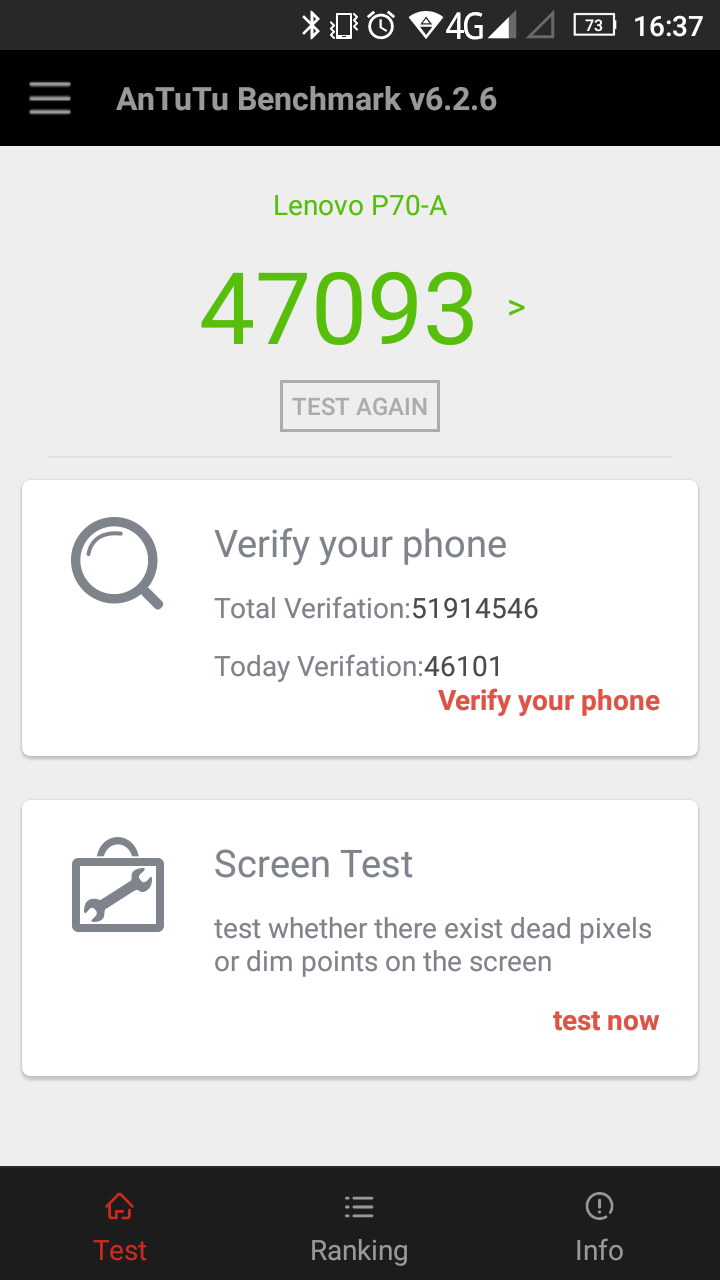 4G 73 16:37
AnTuTu Benchmark v6.2.6
Lenovo P70-A
47093 >
TEST AGAIN
Verify your phone
Total Verifation:51914546
Today Verifation:46101
Verify your phone
Screen Test
test whether there exist dead pixels
or dim points on the screen
test now
Test Ranking Info